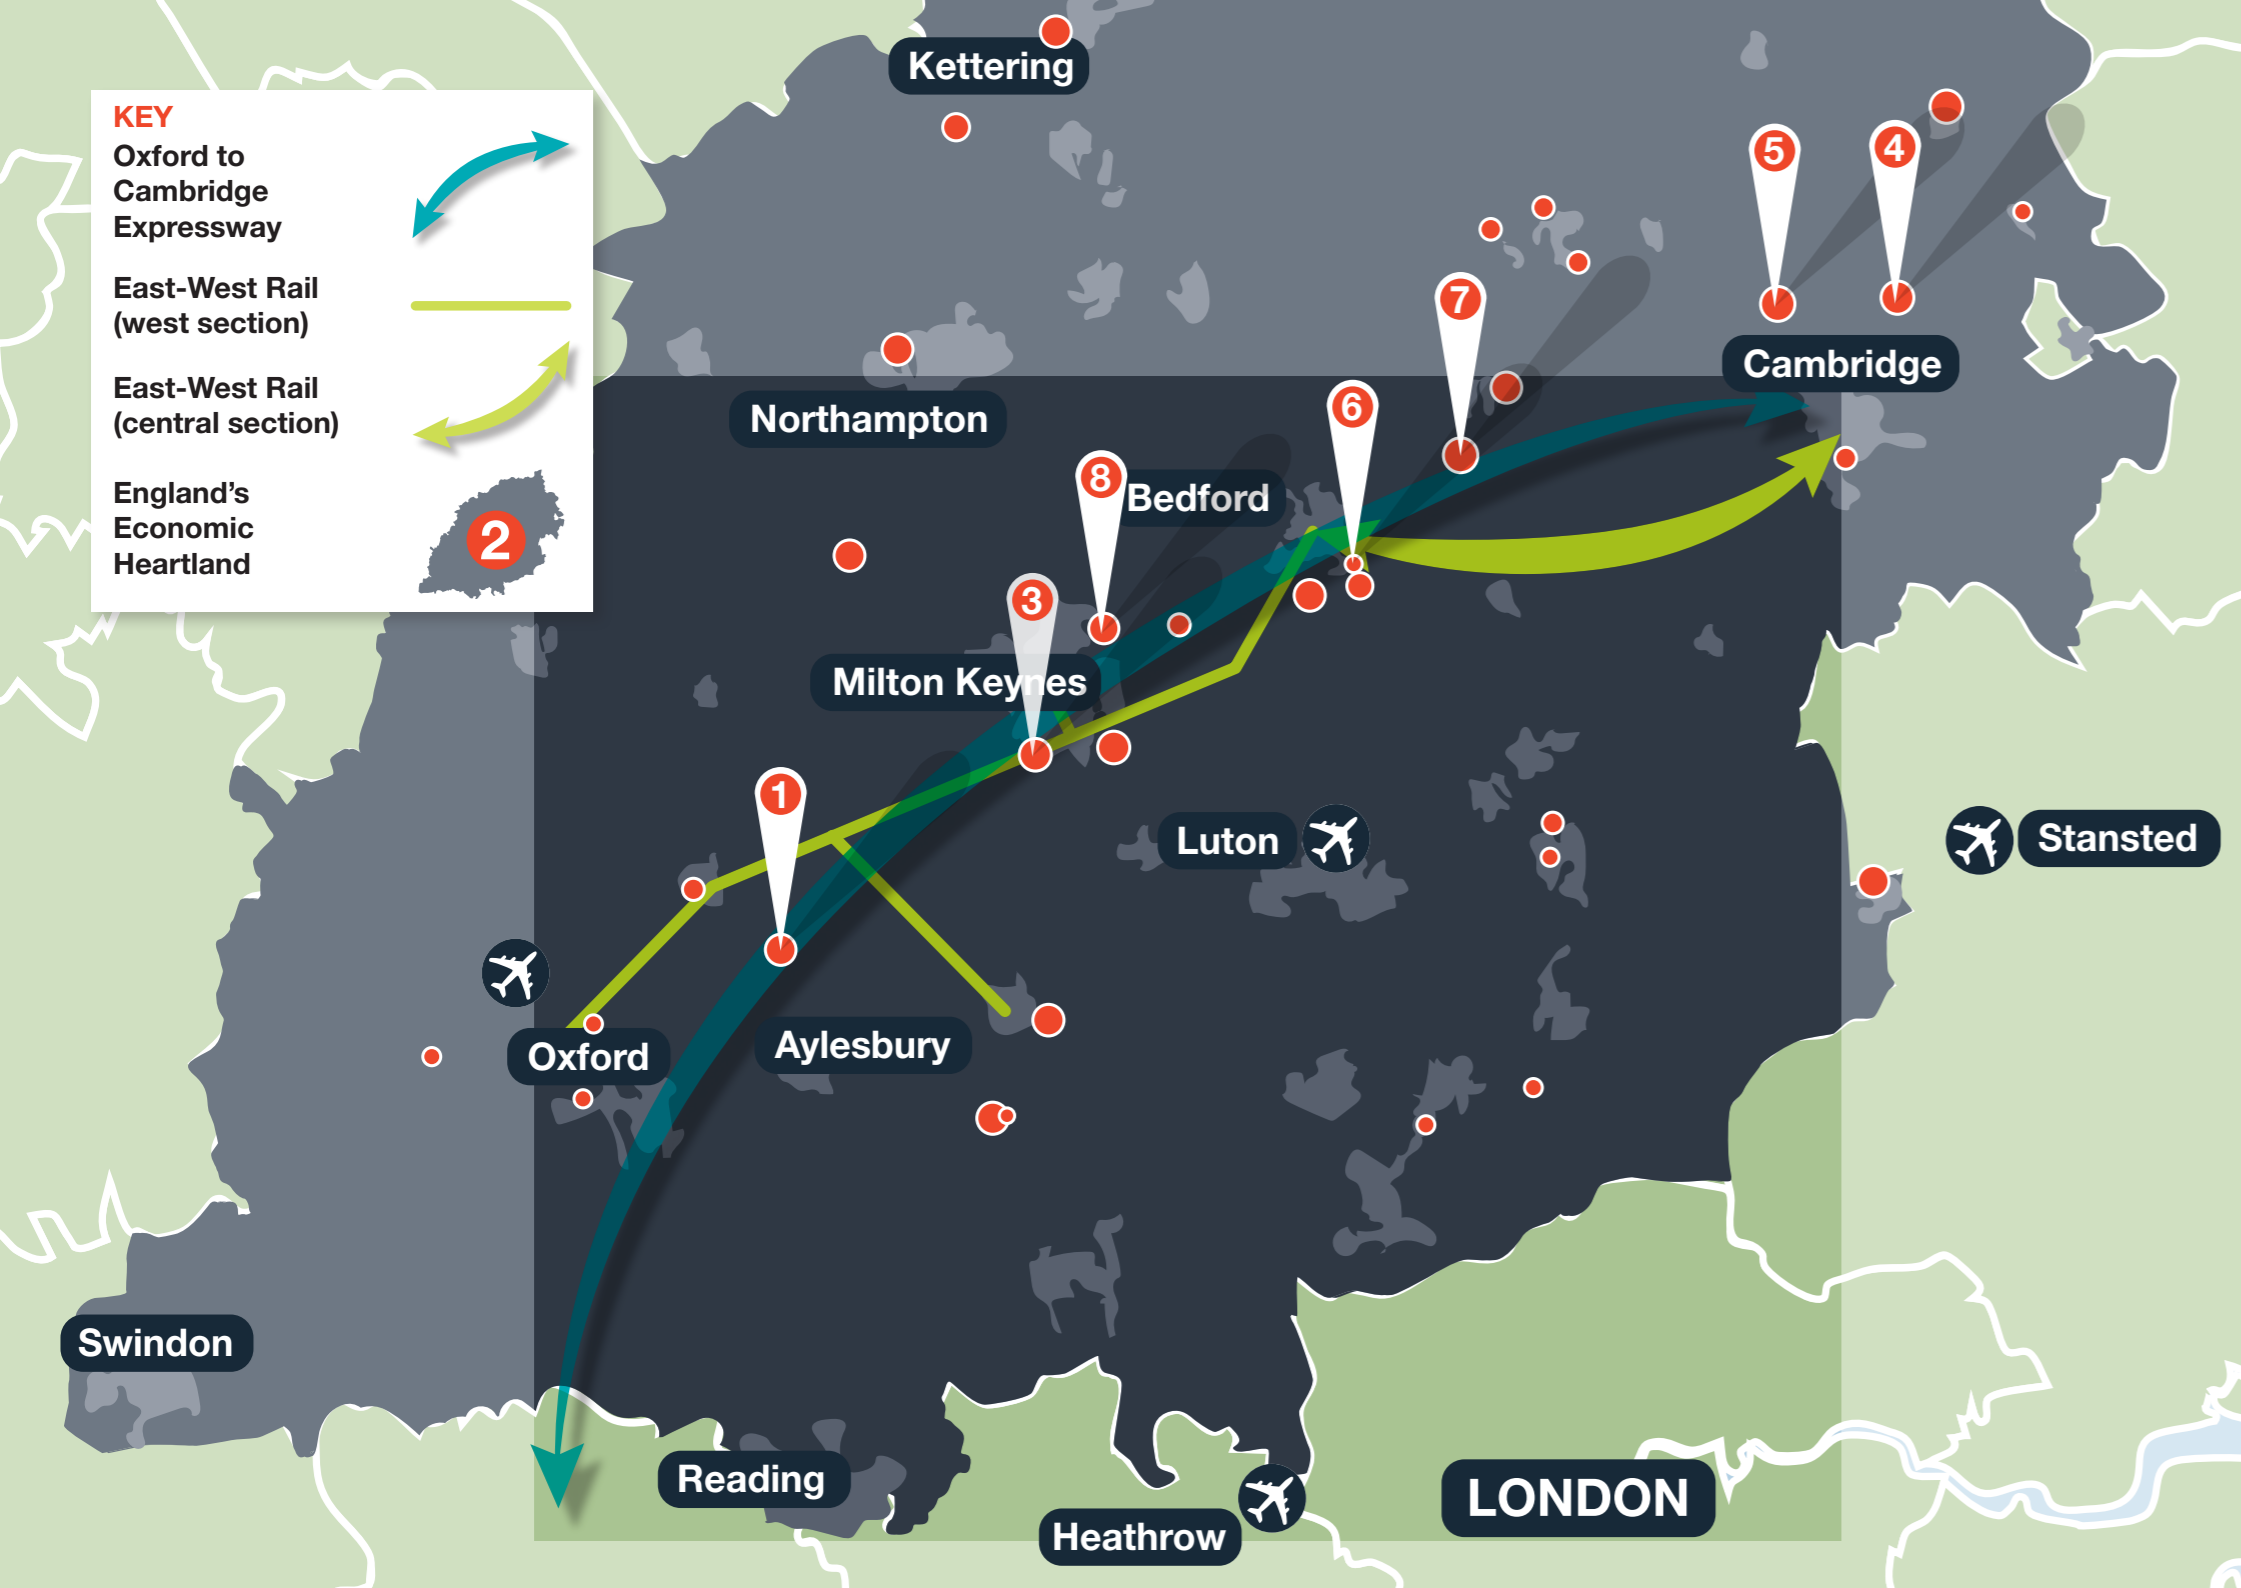 Kettering
KEY
Oxford to
Cambridge
Expressway
East-West Rail
(west section)
East-West Rail
(central section)
England's
Economic
Heartland
2
5
4
7
Cambridge
6
Northampton
8
Bedford
3
Milton Keynes
1
Luton
Stansted
Oxford
Aylesbury
Swindon
Reading
LONDON
Heathrow